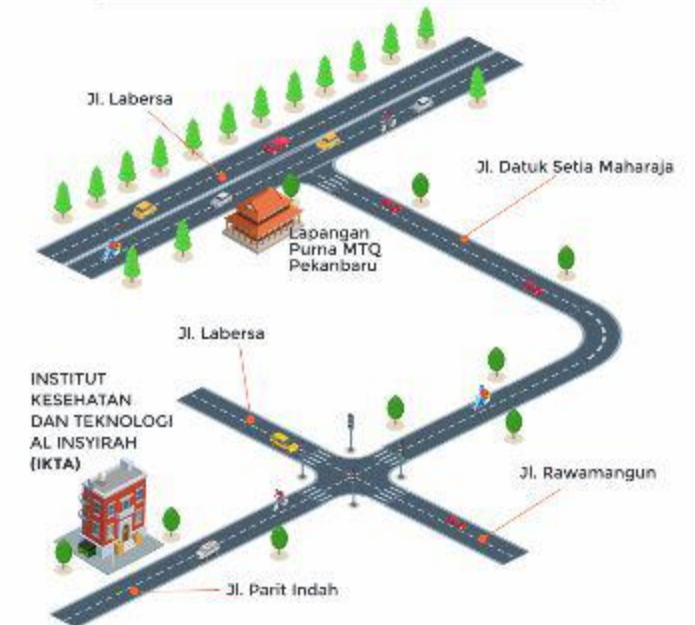 Jl. Labersa
Jl. Datuk Setia Maharaja
Lapangan
Purna MTQ
Pekanbaru
Jl. Labersa
INSTITUT
KESEHATAN
DAN TEKNOLOGI
AL INSYIRAH
(IKTA)
Jl. Rawamangun
Jl. Parit Indah